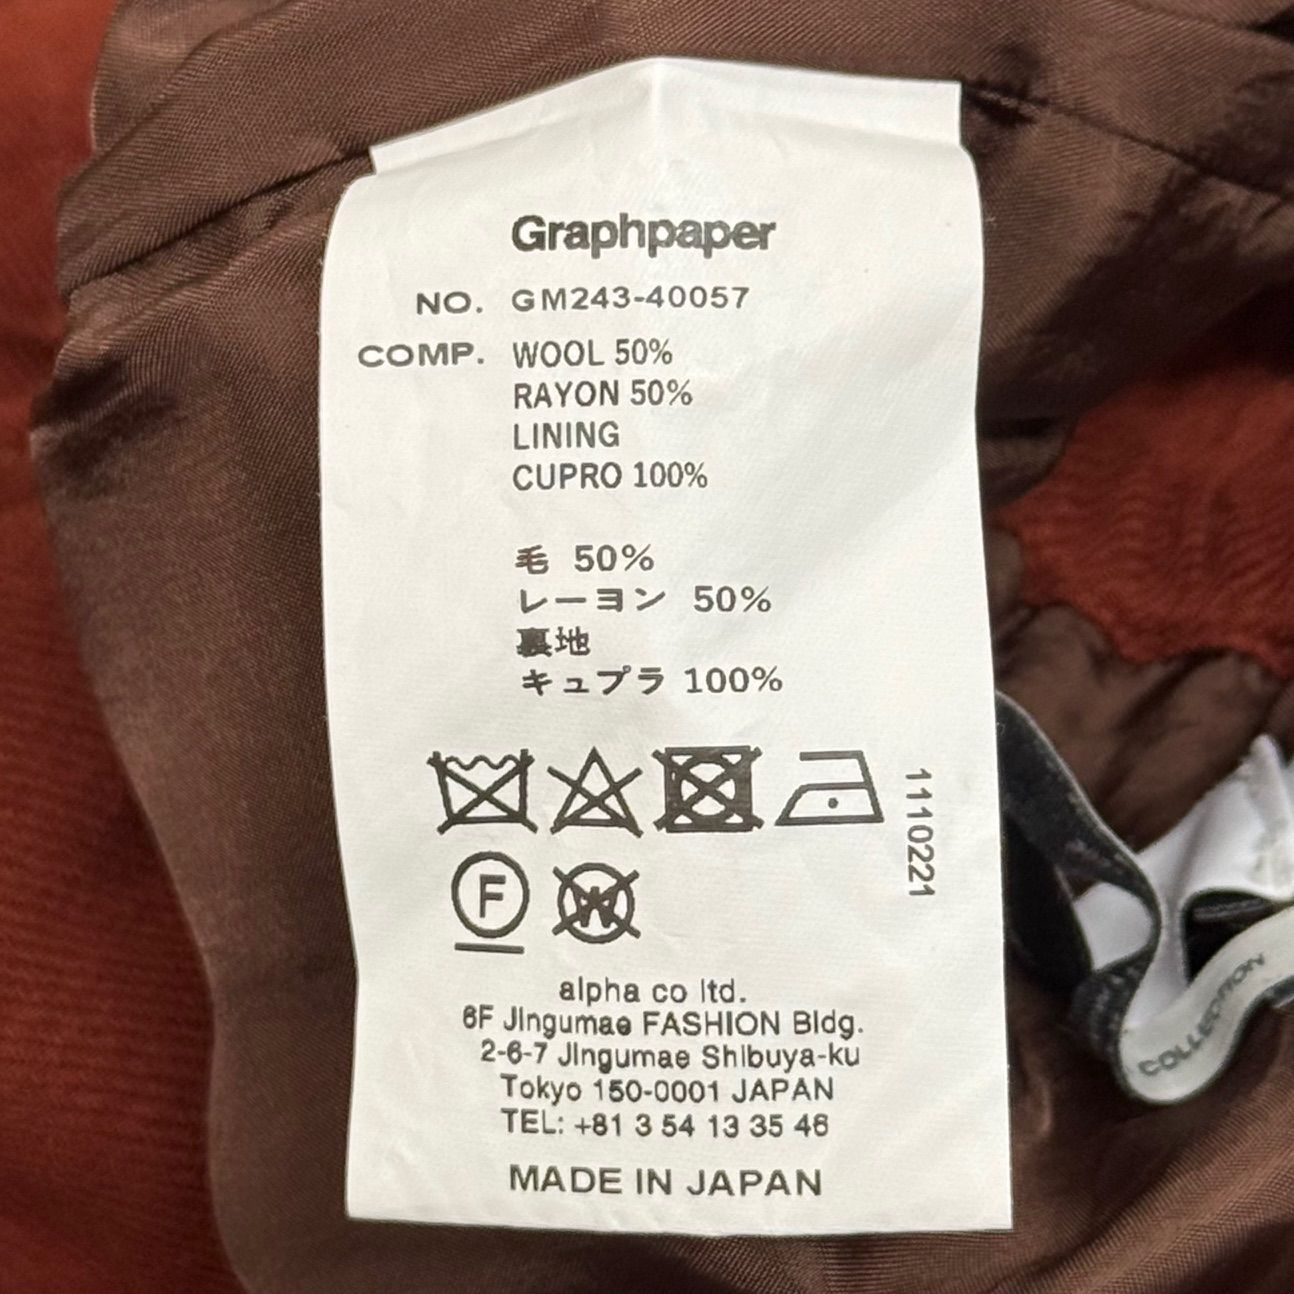 Graphpaper
NO. GM243-40057
COMP. WOOL 50%
RAYON 50%
LINING
CUPRO 100%
毛 50%
レーヨン 50%
裏地
キュプラ 100%
1110221
F
W
alpha co ltd.
6F Jingumae FASHION Bldg.
2-6-7 Jingumae Shibuya-ku
Tokyo 150-0001 JAPAN
TEL: +81 3 54 13 35 46
MADE IN JAPAN
COLLECTION